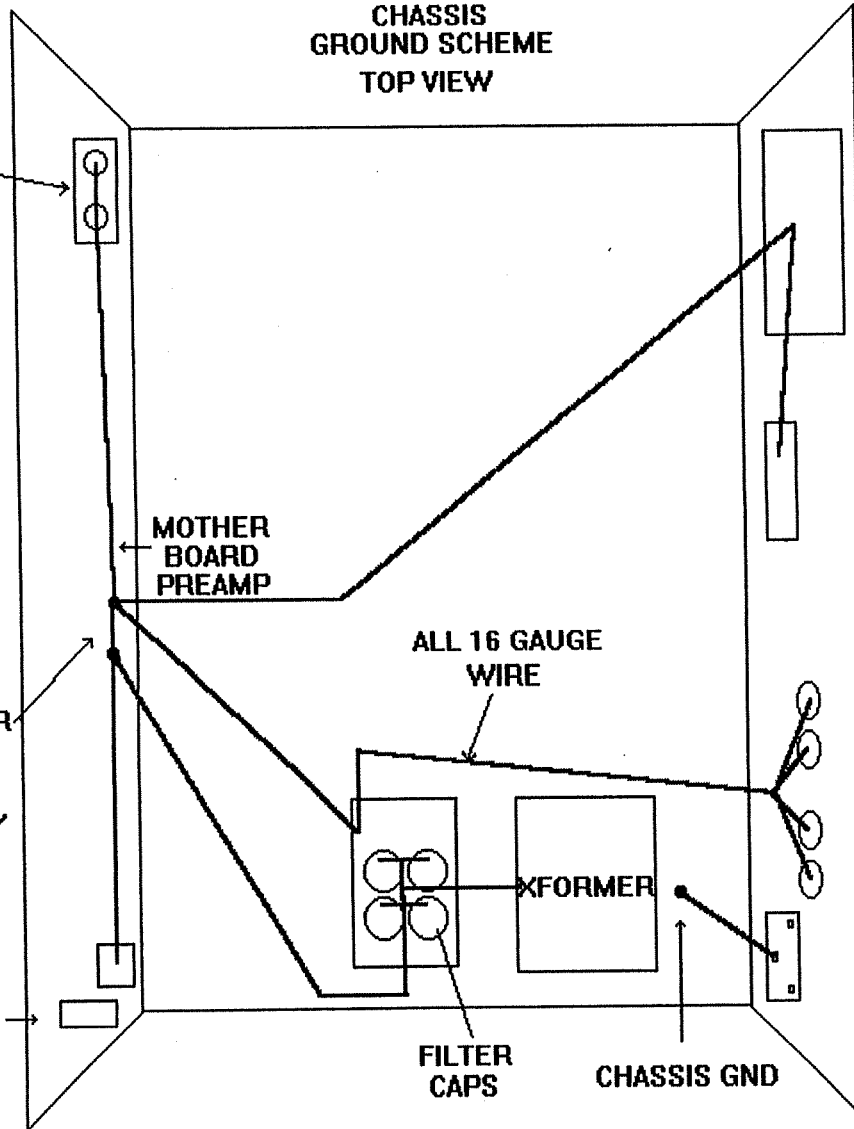 CHASSIS
GROUND SCHEME
TOP VIEW
MOTHER
BOARD
PREAMP
ALL 16 GAUGE
WIRE
R
XFORMER
FILTER
CAPS
CHASSIS GND